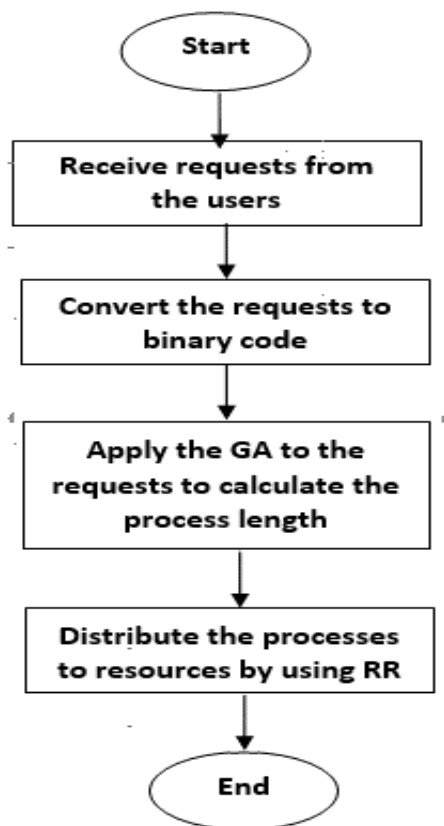 Start
Receive requests from
the users
Convert the requests to
binary code
Apply the GA to the
requests to calculate the
process length
Distribute the processes
to resources by using RR
End